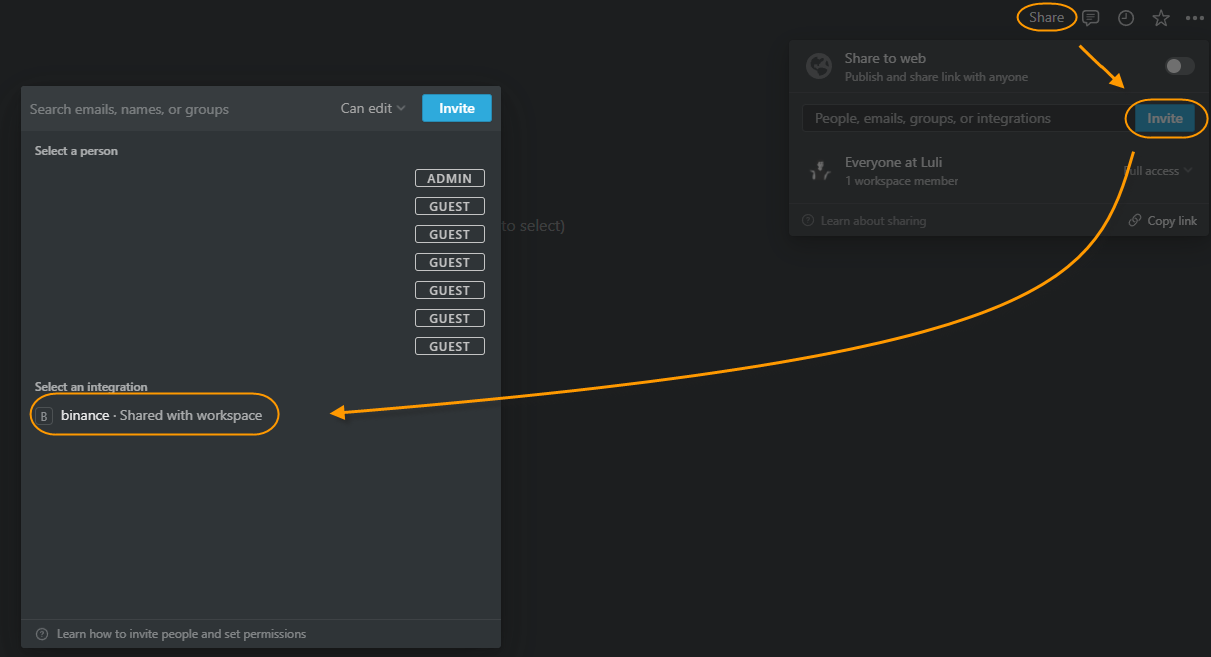 Share
Share to web
Publish and share link with anyone
People, emails, groups, or integrations
Invite
Everyone at Luli
1 workspace member
Full access
Learn about sharing
Copy link
to select)
Search emails, names, or groups
Can edit
Invite
Select a person
ADMIN
GUEST
GUEST
GUEST
GUEST
GUEST
GUEST
Select an integration
B binance · Shared with workspace
Learn how to invite people and set permissions